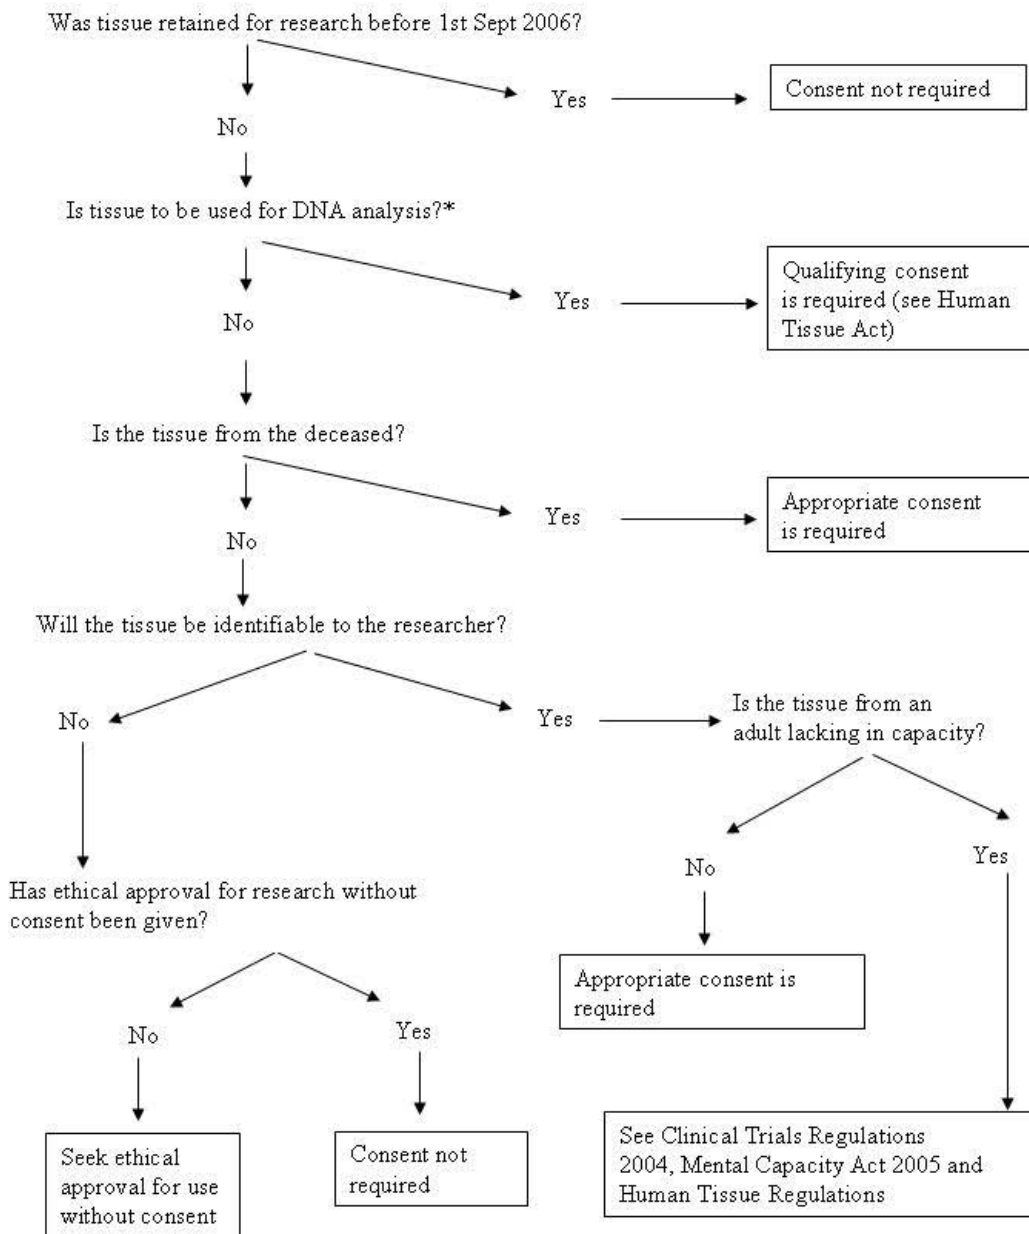 Was tissue retained for research before 1st Sept 2006?
Yes
Consent not required
No
Is tissue to be used for DNA analysis?*
Yes
Qualifying consent
is required (see Human
Tissue Act)
No
Is the tissue from the deceased?
Yes
Appropriate consent
is required
No
Will the tissue be identifiable to the researcher?
No
Yes
Is the tissue from an
adult lacking in capacity?
No
Yes
Has ethical approval for research without
consent been given?
Appropriate consent is
required
No
Yes
Seek ethical
approval for use
without consent
Consent not
required
See Clinical Trials Regulations
2004, Mental Capacity Act 2005 and
Human Tissue Regulations